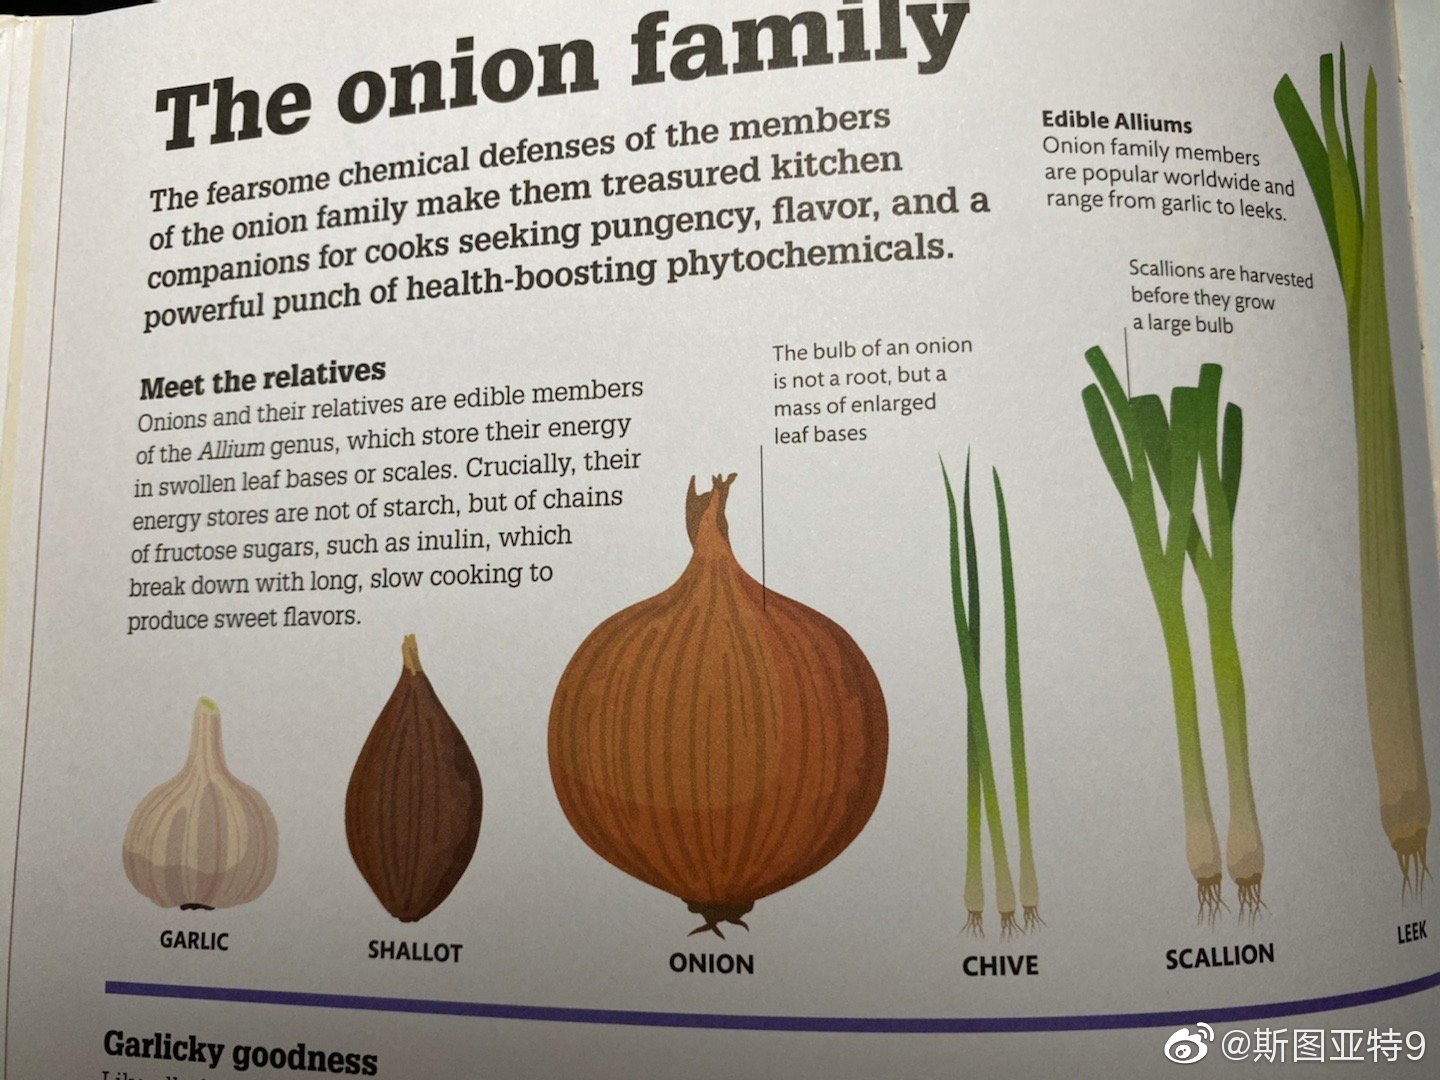 The onion family
The fearsome chemical defenses of the members
of the onion family make them treasured kitchen
companions for cooks seeking pungency, flavor, and a
powerful punch of health-boosting phytochemicals.
Meet the relatives
Onions and their relatives are edible members
of the Allium genus, which store their energy
in swollen leaf bases or scales. Crucially, their
energy stores are not of starch, but of chains
of fructose sugars, such as inulin, which
break down with long, slow cooking to
produce sweet flavors.
The bulb of an onion
is not a root, but a
mass of enlarged
leaf bases
Edible Alliums
Onion family members
are popular worldwide and
range from garlic to leeks.
Scallions are harvested
before they grow
a large bulb
GARLIC
SHALLOT
ONION
CHIVE
SCALLION
LEEK
Garlicky goodness
@斯图亚特9